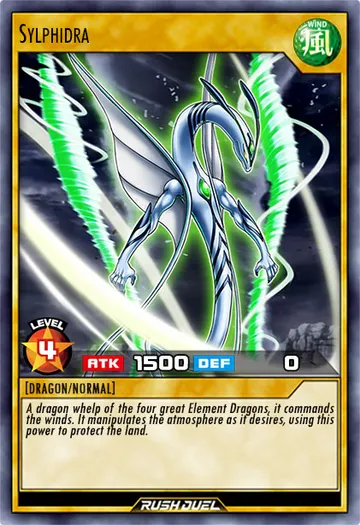 SYLPHIDRA
WIND
風
LEVEL
4
ATK 1500 DEF 0
[DRAGON/NORMAL]
A dragon whelp of the four great Element Dragons, it commands
the winds. It manipulates the atmosphere as it desires, using this
power to protect the land.
RUSH DUEL